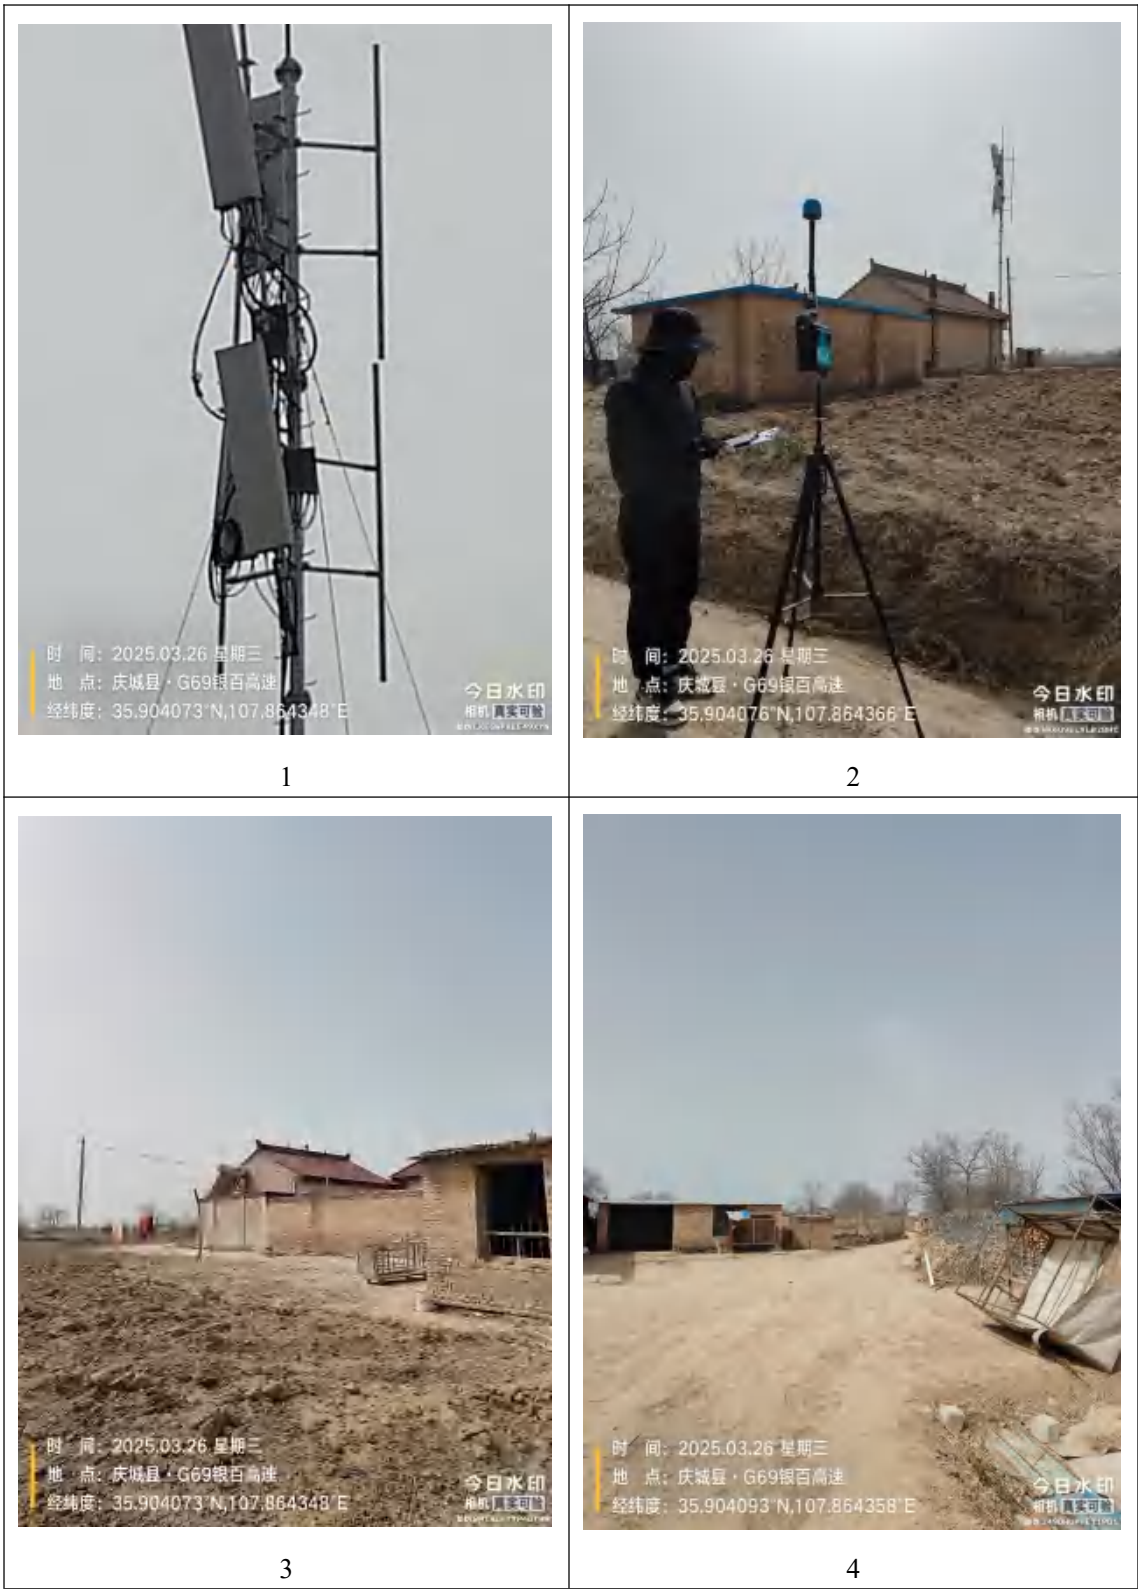 时 间：2025.03.26 星期三
地 点：庆城县·G69银百高速
经纬度：35.904073°N,107.864348°E
今日水印
相机 真实可验
1
时 间：2025.03.26 星期三
地 点：庆城县·G69银百高速
经纬度：35.904076°N,107.864366°E
今日水印
相机 真实可验
2
时 间：2025.03.26 星期三
地 点：庆城县·G69银百高速
经纬度：35.904073°N,107.864348°E
今日水印
相机 真实可验
3
时 间：2025.03.26 星期三
地 点：庆城县·G69银百高速
经纬度：35.904093°N,107.864358°E
今日水印
相机 真实可验
4